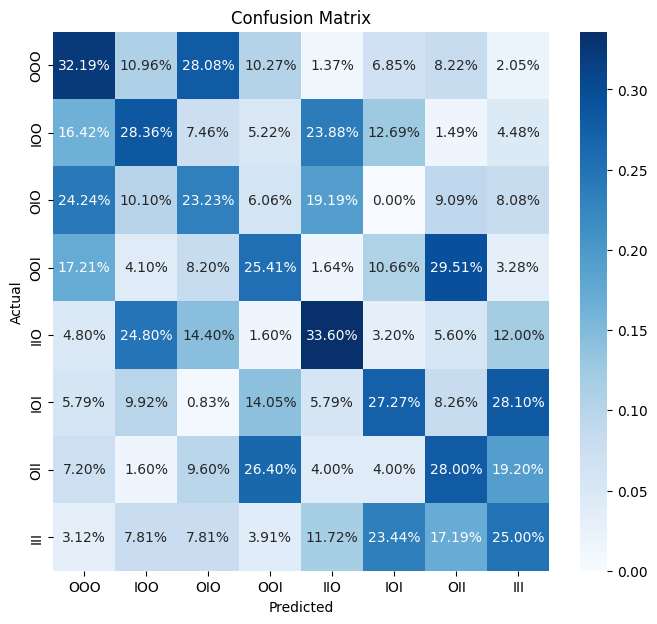 Confusion Matrix
OOO 32.19% 10.96% 28.08% 10.27% 1.37% 6.85% 8.22% 2.05%
IOO 16.42% 28.36% 7.46% 5.22% 23.88% 12.69% 1.49% 4.48%
OIO 24.24% 10.10% 23.23% 6.06% 19.19% 0.00% 9.09% 8.08%
OOI 17.21% 4.10% 8.20% 25.41% 1.64% 10.66% 29.51% 3.28%
IIO 4.80% 24.80% 14.40% 1.60% 33.60% 3.20% 5.60% 12.00%
IOI 5.79% 9.92% 0.83% 14.05% 5.79% 27.27% 8.26% 28.10%
OII 7.20% 1.60% 9.60% 26.40% 4.00% 4.00% 28.00% 19.20%
III 3.12% 7.81% 7.81% 3.91% 11.72% 23.44% 17.19% 25.00%
OOO IOO OIO OOI IIO IOI OII III
Predicted
Actual
0.30
0.25
0.20
0.15
0.10
0.05
0.00